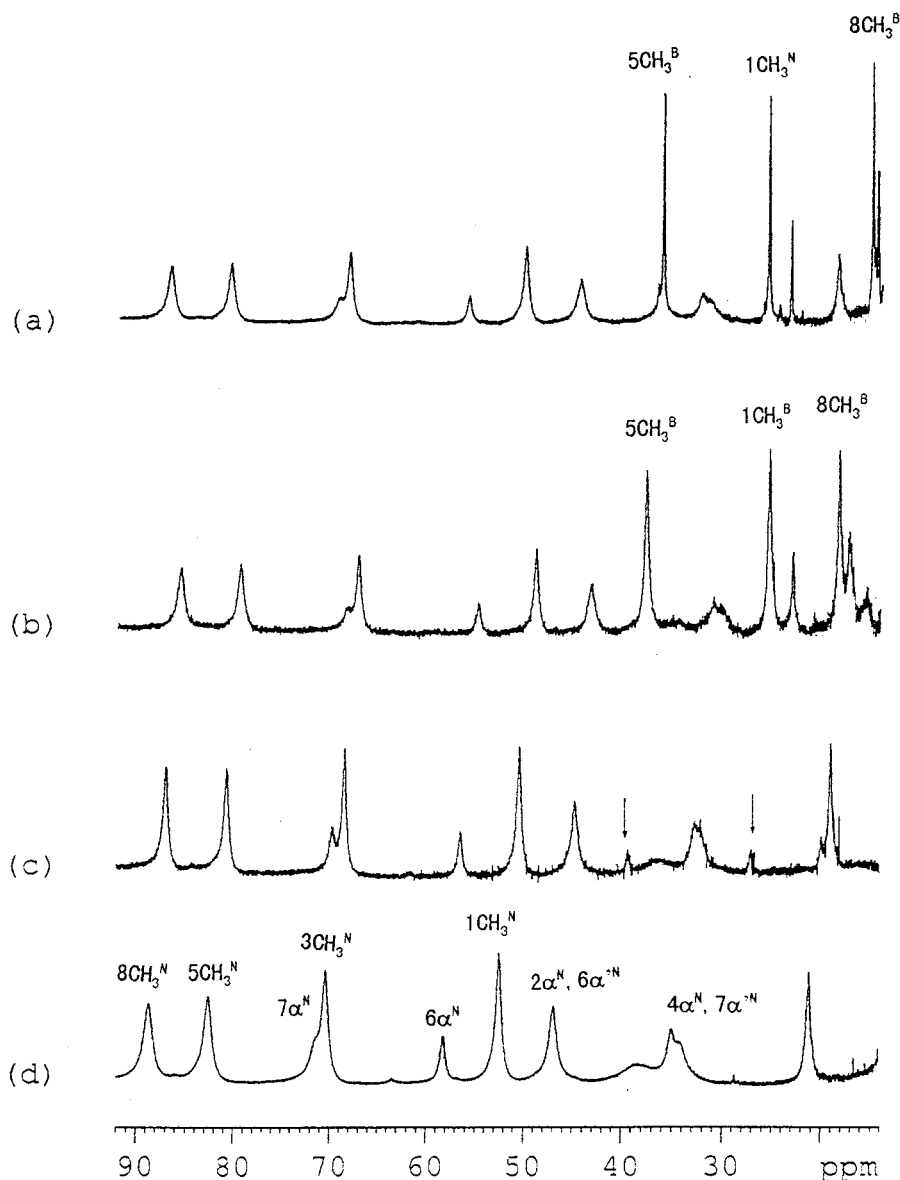 8CH₃ᴮ
5CH₃ᴮ 1CH₃ᴺ
(a)
5CH₃ᴮ 1CH₃ᴮ 8CH₃ᴮ
(b)
(c)
8CH₃ᴺ 5CH₃ᴺ 7αᴺ 3CH₃ᴺ 6αᴺ 1CH₃ᴺ 2αᴺ, 6α'ᴺ 4αᴺ, 7α'ᴺ
(d)
90 80 70 60 50 40 30 ppm